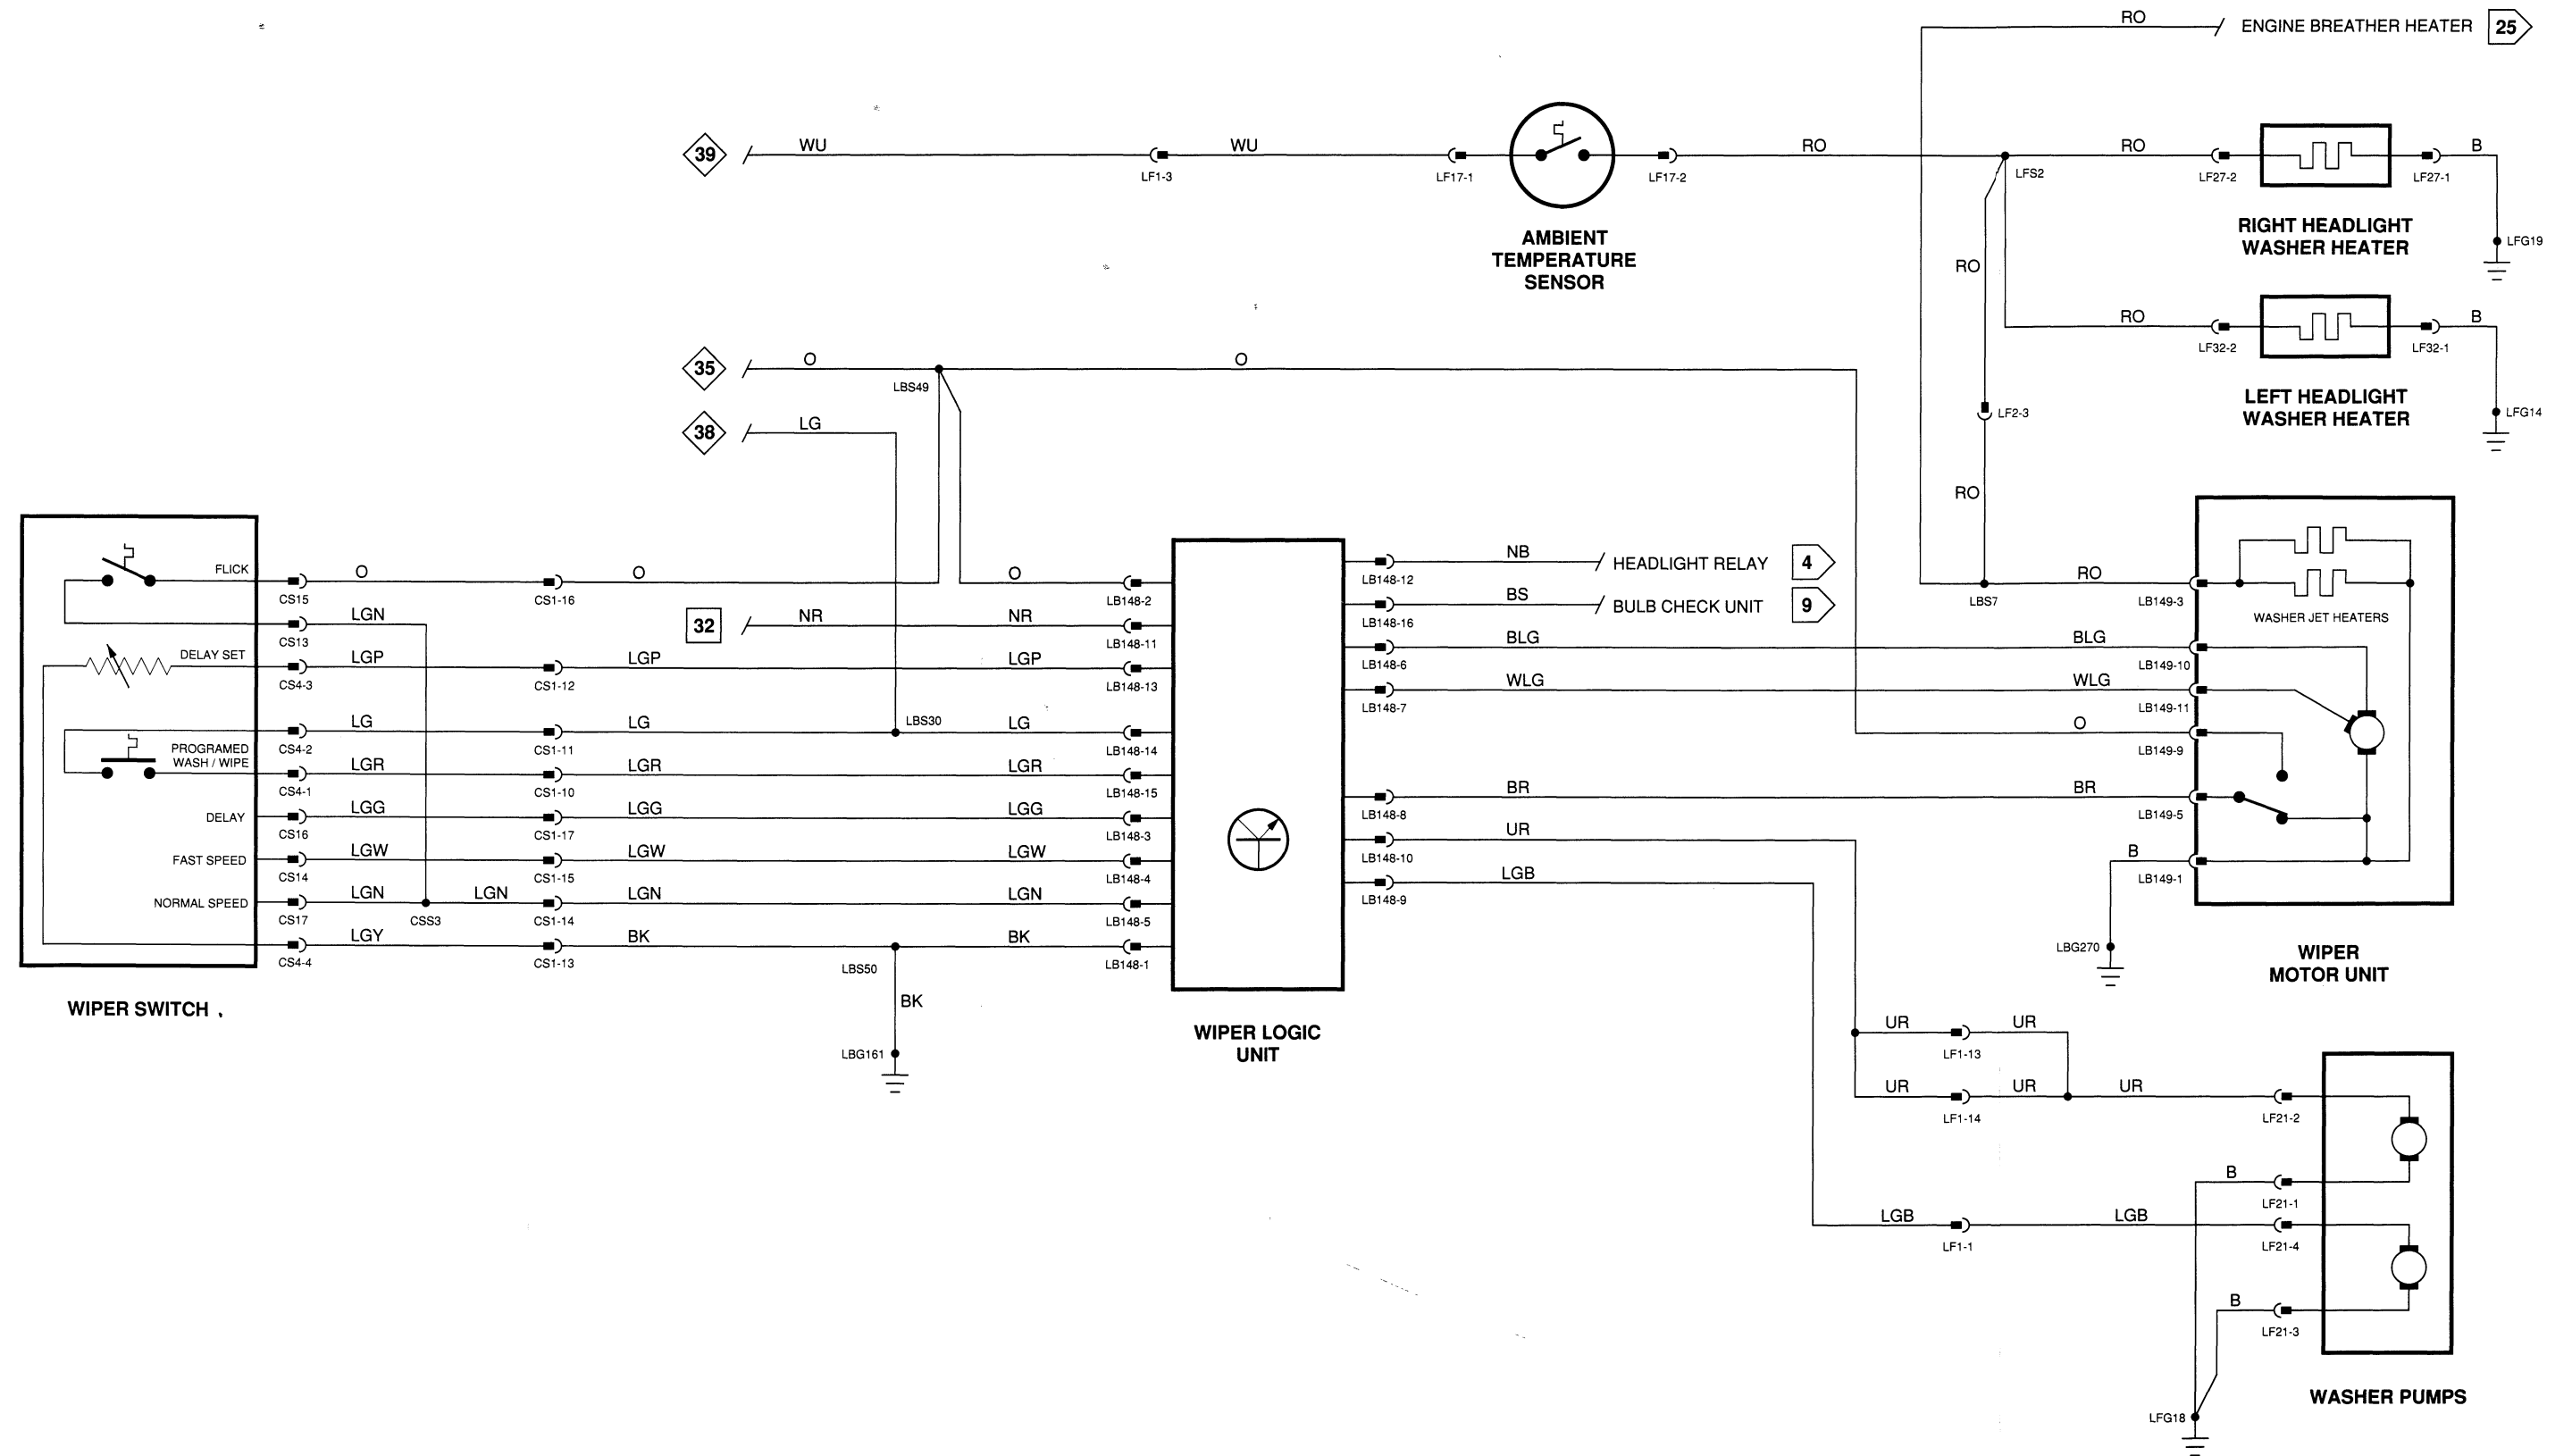 RO
ENGINE BREATHER HEATER
25
39
WU
LF1-3
WU
LF17-1
LF17-2
RO
LFS2
RO
LF27-2
LF27-1
B
LFG19
AMBIENT
TEMPERATURE
SENSOR
RIGHT HEADLIGHT
WASHER HEATER
RO
RO
LF32-2
LF32-1
B
LFG14
LEFT HEADLIGHT
WASHER HEATER
35
O
LBS49
O
38
LG
LF2-3
RO
FLICK
CS15
O
CS1-16
O
O
LB148-2
CS13
LGN
32
NR
NR
LB148-11
DELAY SET
CS4-3
LGP
CS1-12
LGP
LGP
LB148-13
CS4-2
LG
CS1-11
LG
LBS30
LG
LB148-14
PROGRAMED
WASH / WIPE
CS4-1
LGR
CS1-10
LGR
LGR
LB148-15
DELAY
CS16
LGG
CS1-17
LGG
LGG
LB148-3
FAST SPEED
CS14
LGW
CS1-15
LGW
LGW
LB148-4
NORMAL SPEED
CS17
LGN
CSS3
LGN
CS1-14
LGN
LGN
LB148-5
CS4-4
LGY
CS1-13
BK
LBS50
BK
LB148-1
BK
LBG161
WIPER SWITCH
WIPER LOGIC
UNIT
LB148-12
NB
HEADLIGHT RELAY
4
LB148-16
BS
BULB CHECK UNIT
9
LBS7
RO
LB149-3
WASHER JET HEATERS
LB148-6
BLG
BLG
LB149-10
LB148-7
WLG
WLG
LB149-11
O
LB149-9
LB148-8
BR
BR
LB149-5
LB148-10
UR
B
LB149-1
LB148-9
LGB
LBG270
WIPER
MOTOR UNIT
UR
LF1-13
UR
UR
LF1-14
UR
UR
LF21-2
B
LF21-1
LGB
LF1-1
LGB
LF21-4
B
LF21-3
LFG18
WASHER PUMPS